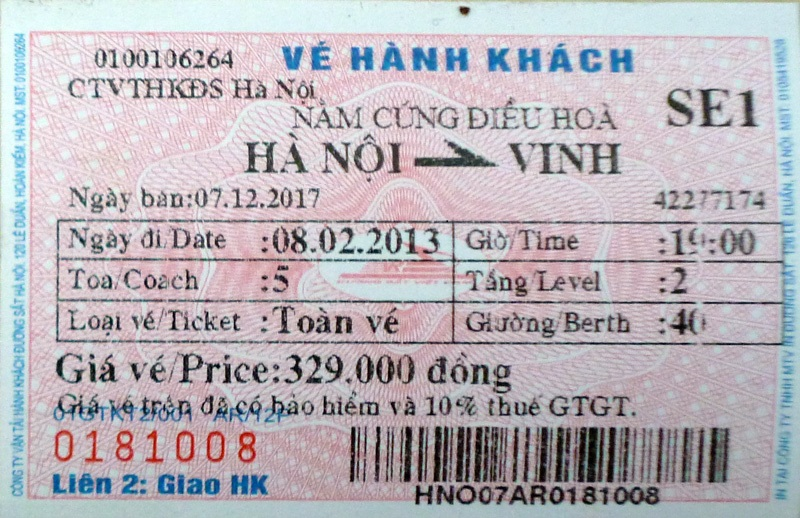 0100106264 VÉ HÀNH KHÁCH
CTVTHKĐS Hà Nội
NẰM CỨNG ĐIỀU HOÀ SE1
HÀ NỘI VINH
Ngày bán:07.12.2017 42277174
Ngày đi/Date :08.02.2013 Giờ/Time :19:00
Toa/Coach :5 Tầng/Level :2
Loại vé/Ticket :Toàn vé Giường/Berth :40
Giá vé/Price:329.000 đồng
Giá vé trên đã có bảo hiểm và 10% thuế GTGT.
01GTKT2/001 AR/12P
0181008
Liên 2: Giao HK
HNO07AR0181008
CÔNG TY VẬN TẢI HÀNH KHÁCH ĐƯỜNG SẮT HÀ NỘI. 120 LÊ DUẨN, HOÀN KIẾM, HÀ NỘI. MST: 0100106264
IN TẠI CÔNG TY TNHH MTV IN ĐƯỜNG SẮT. 120 LÊ DUẨN, HÀ NỘI. MST: 0108419528